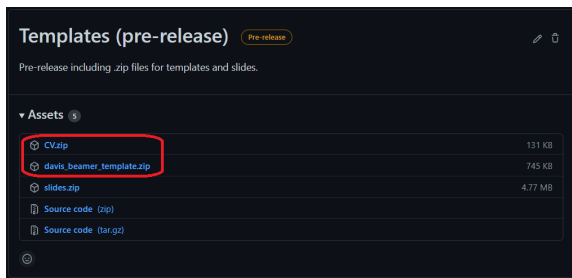 Templates (pre-release) Pre-release
Pre-release including .zip files for templates and slides.
Assets 5
CV.zip 131 KB
davis_beamer_template.zip 745 KB
slides.zip 4.77 MB
Source code (zip)
Source code (tar.gz)